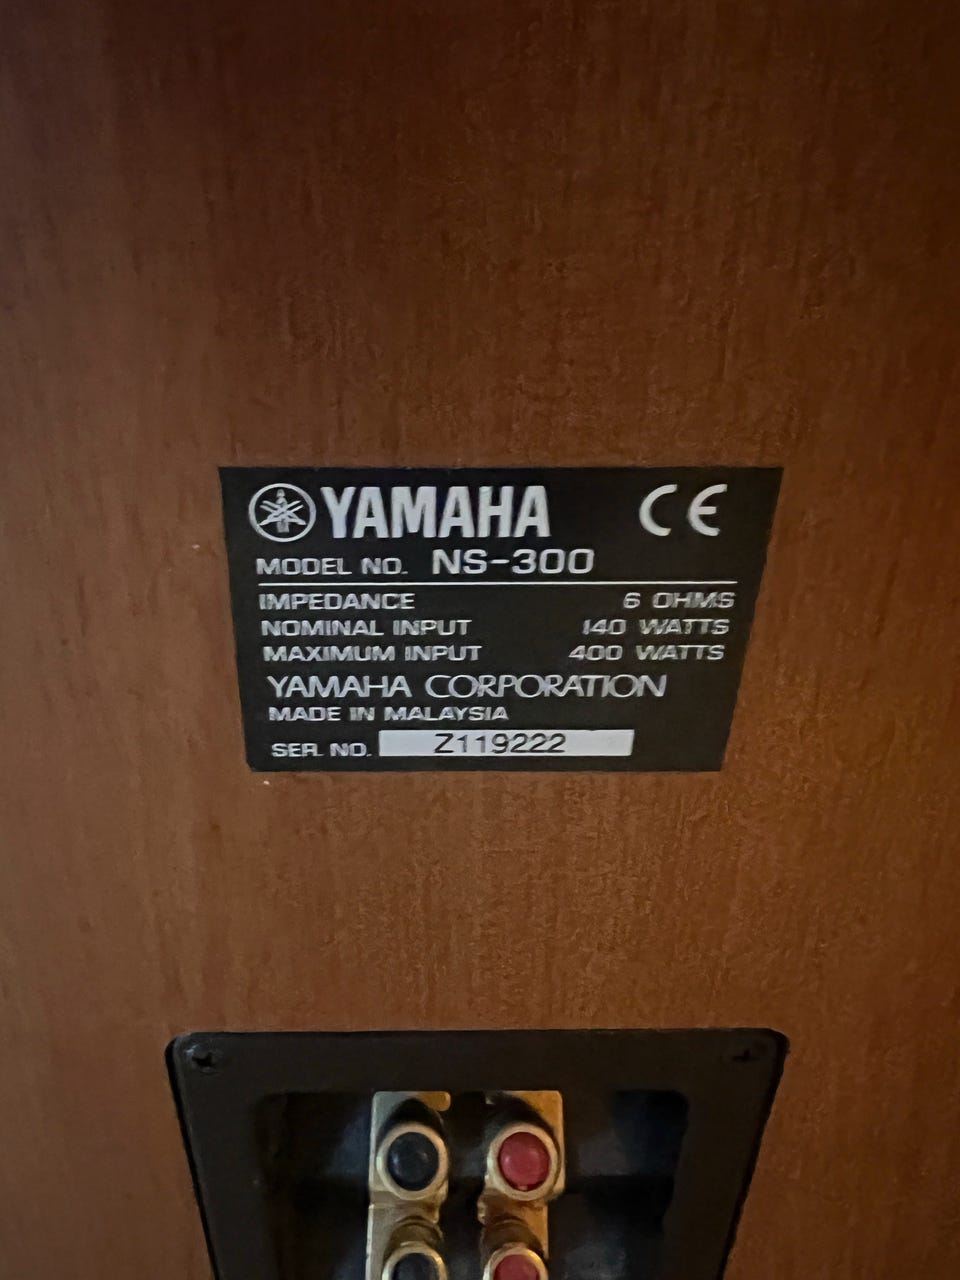 YAMAHA CE
MODEL NO. NS-300
IMPEDANCE 6 OHMS
NOMINAL INPUT 140 WATTS
MAXIMUM INPUT 400 WATTS
YAMAHA CORPORATION
MADE IN MALAYSIA
SER. NO. Z119222